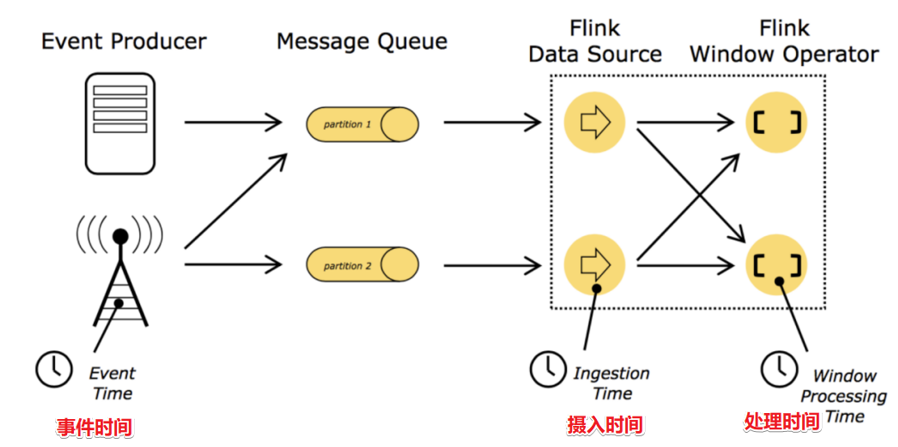 Event Producer
Message Queue
Flink
Data Source
Flink
Window Operator
partition 1
partition 2
Event
Time
事件时间
Ingestion
Time
摄入时间
Window
Processing
Time
处理时间